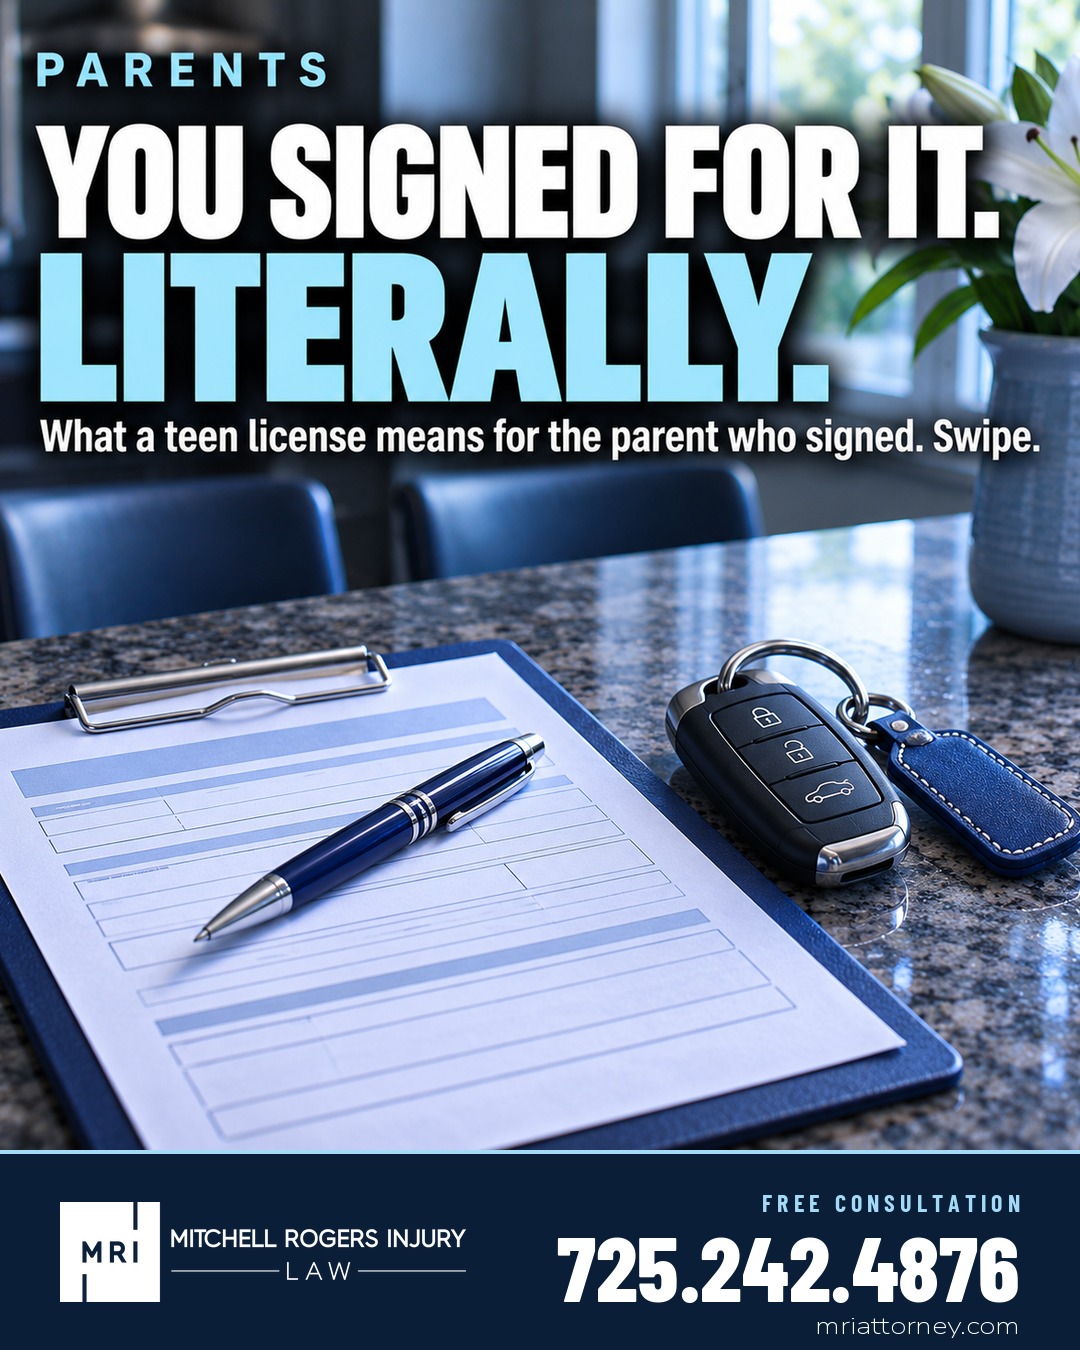 PARENTS
YOU SIGNED FOR IT.
LITERALLY.
What a teen license means for the parent who signed. Swipe.
MRI
MITCHELL ROGERS INJURY
LAW
FREE CONSULTATION
725.242.4876
mriattorney.com